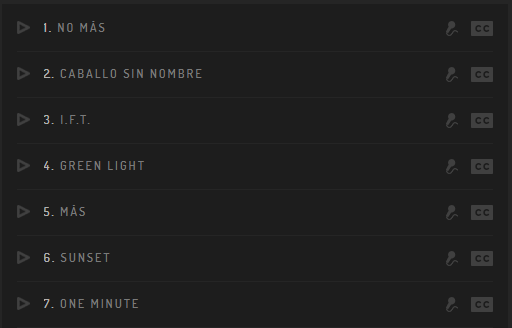 1. NO MÁS CC
2. CABALLO SIN NOMBRE CC
3. I.F.T. CC
4. GREEN LIGHT CC
5. MÁS CC
6. SUNSET CC
7. ONE MINUTE CC